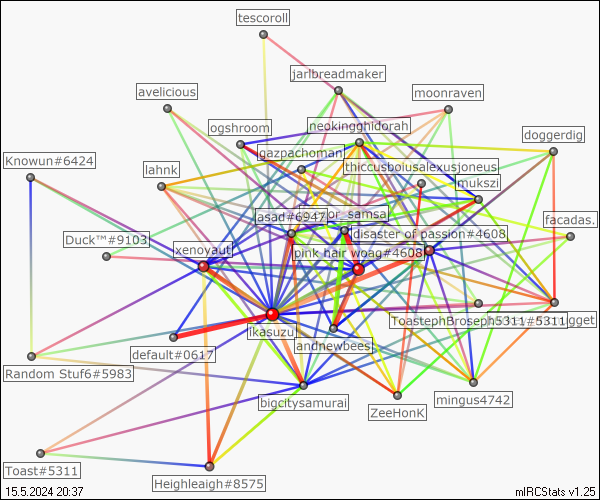 tescoroll
jarlbreadmaker
avelicious
moonraven
ogshroom
neokingghidorah
doggerdig
gazpachoman
Knowun#6424
lahnk
thiccusboiusalexusjoneus
mukszi
asad#6947
samsa
facadas.
Duck™#9103
disaster of passion#4608
xenoyaut
pink hair woag#4608
ikasuzu
ToastephBroseph5311#5311
gget
andnewbees
default#0617
Random Stuf6#5983
bigcitysamurai
mingus4742
ZeeHonK
Toast#5311
Heighleaigh#8575
15.5.2024 20:37
mIRCStats v1.25